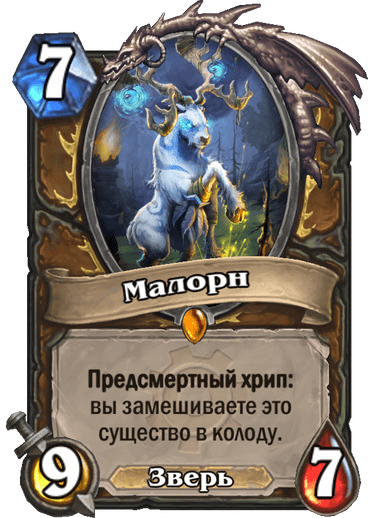 7
Малорн
Предсмертный хрип:
вы замешиваете это
существо в колоду.
9
Зверь
7